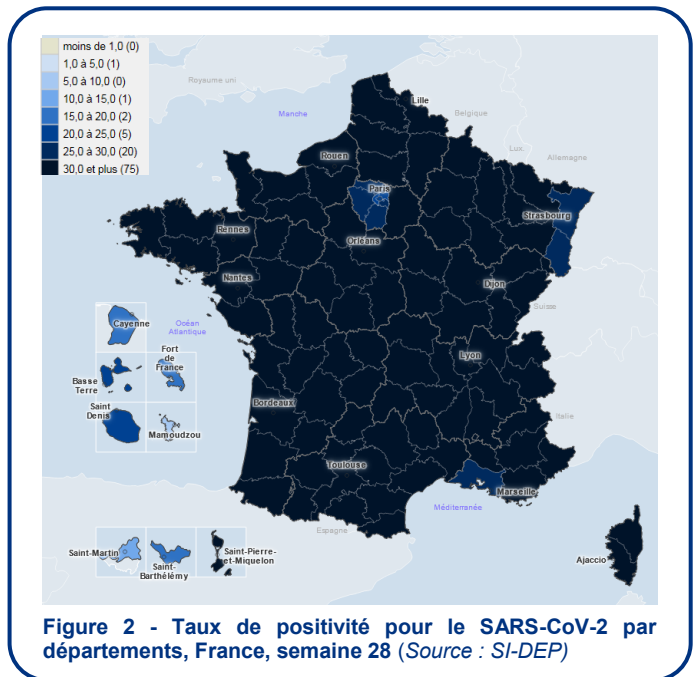 moins de 1,0 (0)
1,0 à 5,0 (1)
5,0 à 10,0 (0)
10,0 à 15,0 (1)
15,0 à 20,0 (2)
20,0 à 25,0 (5)
25,0 à 30,0 (20)
30,0 et plus (75)
Royaume uni
Manche
Lille
Belgique
Lux.
Allemagne
Rouen
Paris
Strasbourg
Rennes
Orléans
Nantes
Dijon
Suisse
Cayenne
Océan
Atlantique
Fort
de
France
Basse
Terre
Lyon
Saint
Denis
Mamoudzou
Bordeaux
Italie
Toulouse
Marseille
Méditerranée
Espagne
Saint-Martin
Saint-
Barthélémy
Saint-Pierre-
et-Miquelon
Ajaccio
Figure 2 - Taux de positivité pour le SARS-CoV-2 par
départements, France, semaine 28 (Source : SI-DEP)